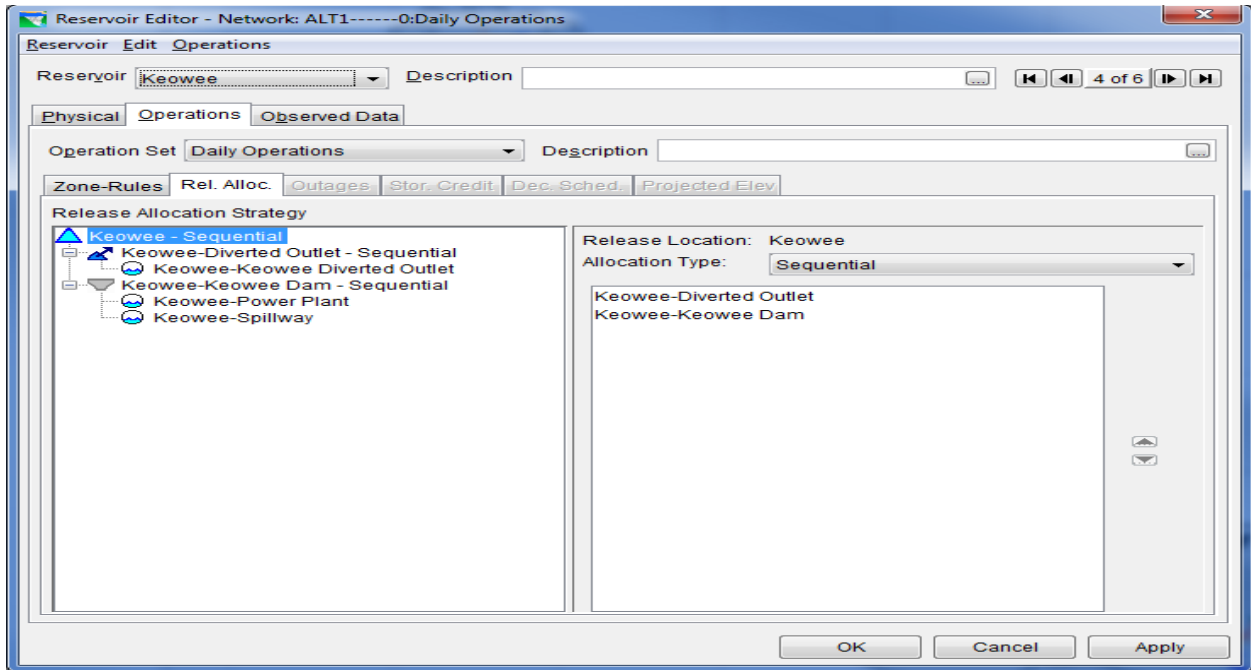 Reservoir Editor - Network: ALT1------0:Daily Operations
Reservoir Edit Operations
Reservoir Keowee Description ... 4 of 6
Physical Operations Observed Data
Operation Set Daily Operations Description ...
Zone-Rules Rel. Alloc. Outages Stor. Credit Dec. Sched. Projected Elev
Release Allocation Strategy
Keowee - Sequential
Keowee-Diverted Outlet - Sequential
Keowee-Keowee Diverted Outlet
Keowee-Keowee Dam - Sequential
Keowee-Power Plant
Keowee-Spillway
Release Location: Keowee
Allocation Type: Sequential
Keowee-Diverted Outlet
Keowee-Keowee Dam
OK Cancel Apply